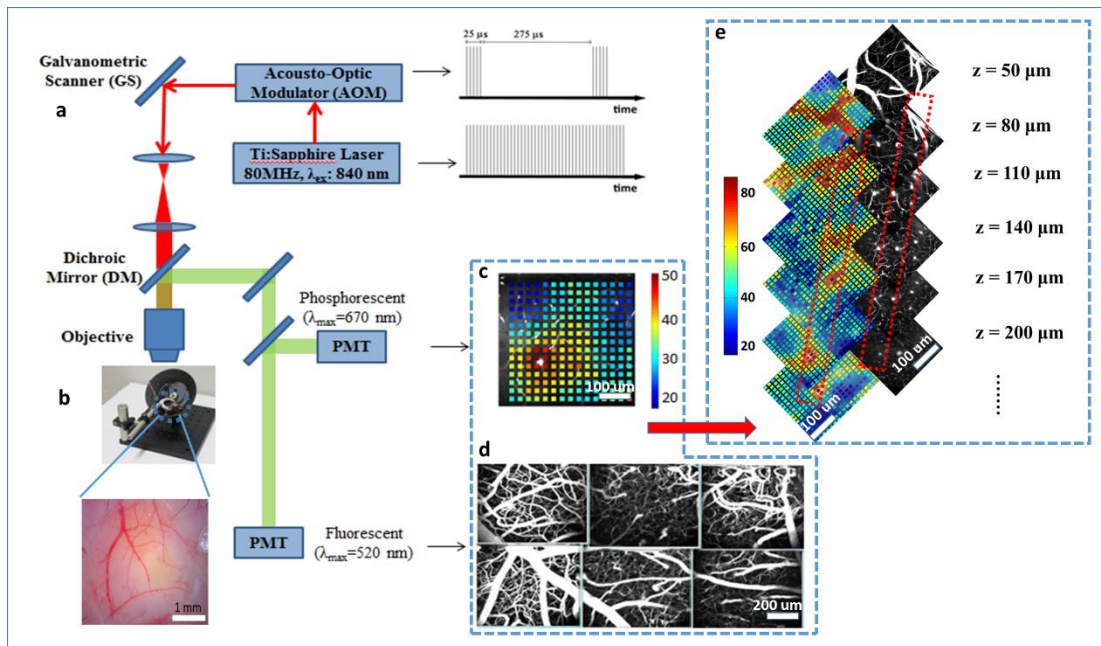 a
Galvanometric
Scanner (GS)
Acousto-Optic
Modulator (AOM)
25 µs
275 µs
time
Ti:Sapphire Laser
80MHz, λex: 840 nm
time
Dichroic
Mirror (DM)
Objective
Phosphorescent
(λmax=670 nm)
PMT
b
1 mm
PMT
Fluorescent
(λmax=520 nm)
c
50
40
30
20
100 um
d
200 um
e
80
60
40
20
z = 50 µm
z = 80 µm
z = 110 µm
z = 140 µm
z = 170 µm
z = 200 µm
100 um
100 um